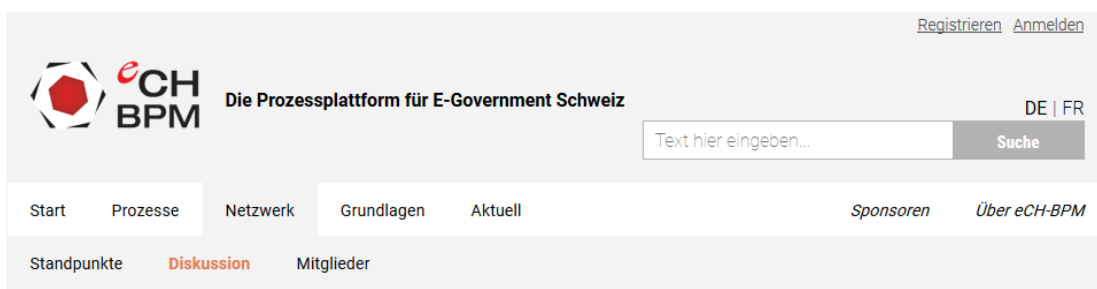 Registrieren Anmelden
eCH
BPM
Die Prozessplattform für E-Government Schweiz
DE | FR
Text hier eingeben...
Suche
Start Prozesse Netzwerk Grundlagen Aktuell Sponsoren Über eCH-BPM
Standpunkte Diskussion Mitglieder